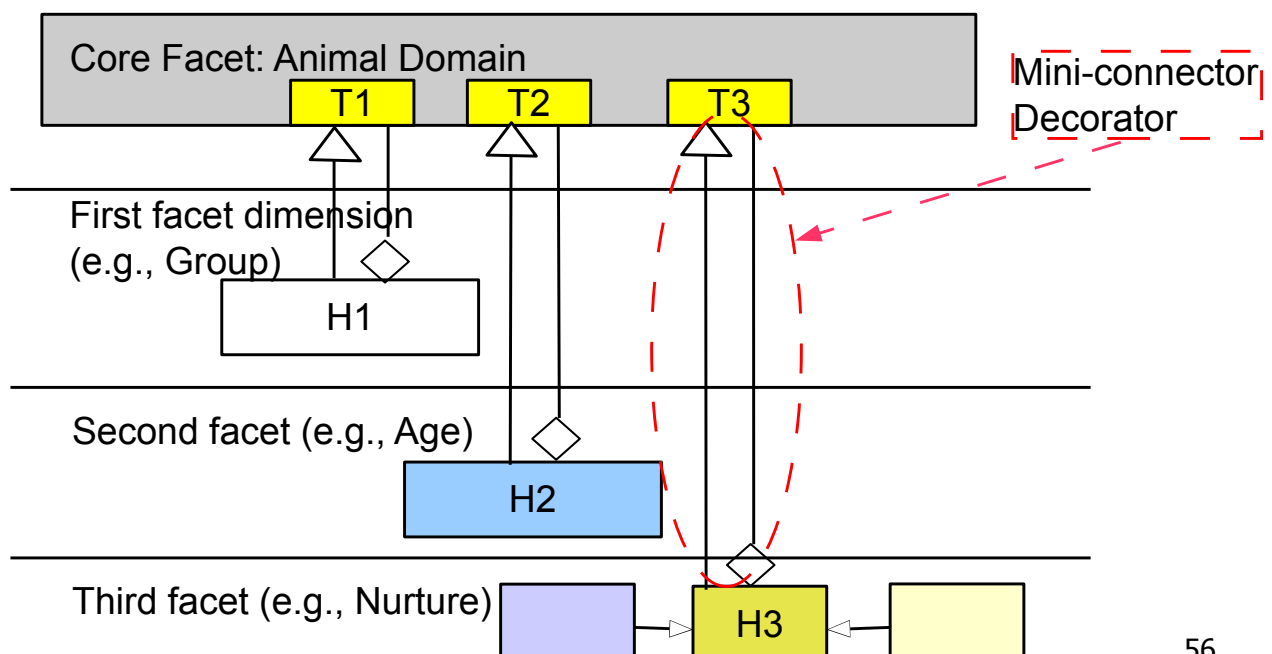 Core Facet: Animal Domain
T1
T2
T3
Mini-connector
Decorator
First facet dimension
(e.g., Group)
H1
Second facet (e.g., Age)
H2
Third facet (e.g., Nurture)
H3
56